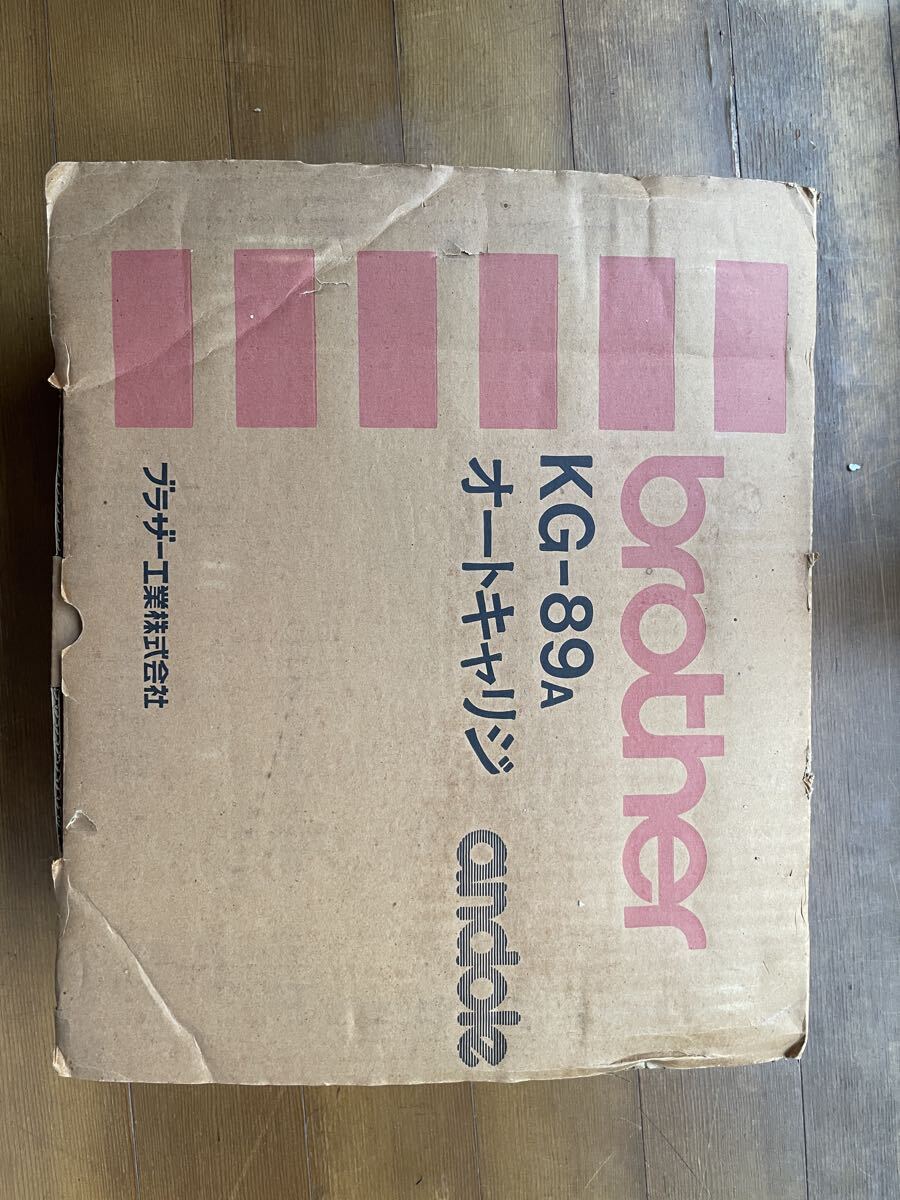 brother
KG-89A
オートキャリジ
andole
ブラザー工業株式会社